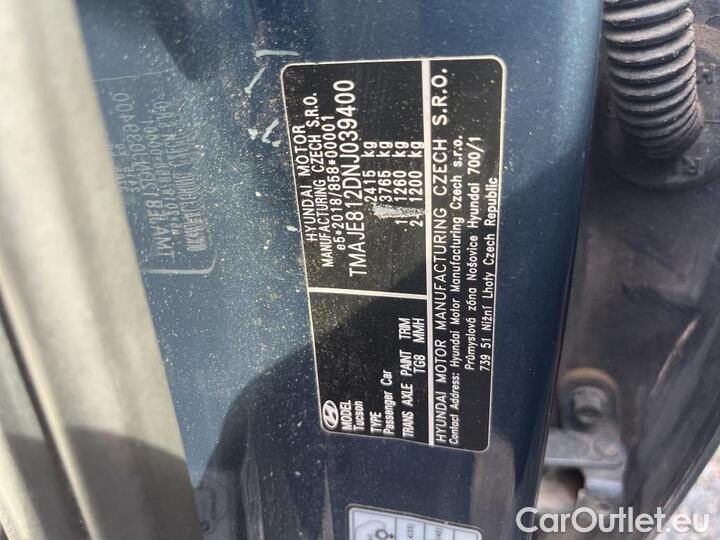 HYUNDAI MOTOR
MANUFACTURING CZECH S.R.O.
e5*2018/858*00001
TMAJE812DNJ039400
2415 kg
3765 kg
1- 1260 kg
2- 1200 kg
MODEL
Tucson
TYPE
Passenger Car
TRANS AXLE PAINT TRIM
TG8 MMH
HYUNDAI MOTOR MANUFACTURING CZECH S.R.O.
Contact Address: Hyundai Motor Manufacturing Czech s.r.o.
Průmyslová zóna Nošovice Hyundai 700/1
739 51 Nižní Lhoty Czech Republic
CarOutlet.eu